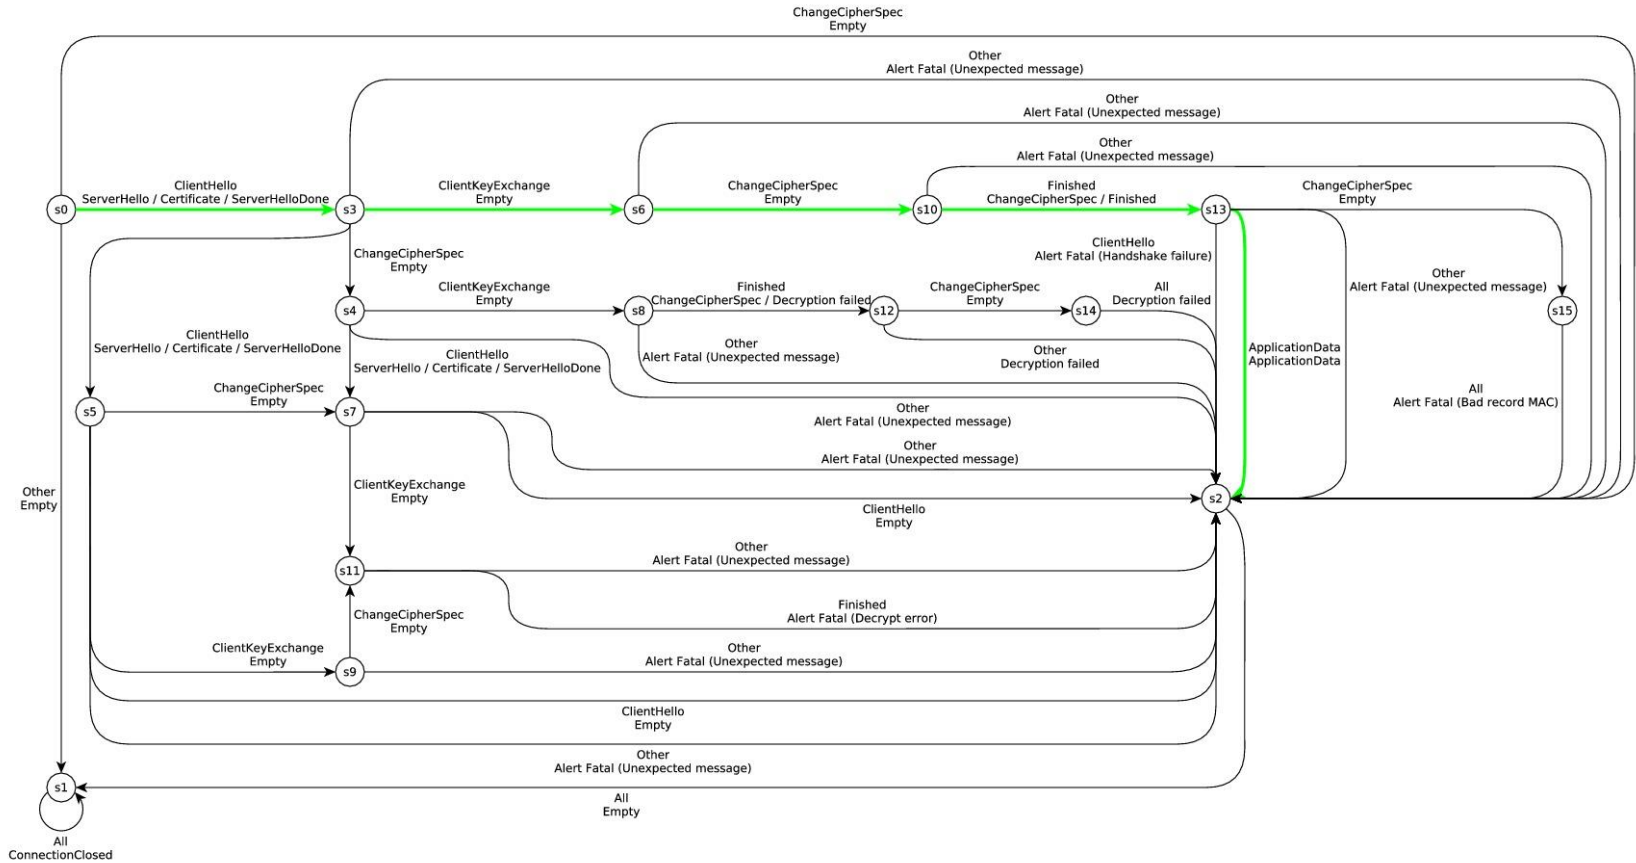 ChangeCipherSpec
Empty
Other
Alert Fatal (Unexpected message)
Other
Alert Fatal (Unexpected message)
Other
Alert Fatal (Unexpected message)
s0
ClientHello
ServerHello / Certificate / ServerHelloDone
s3
ClientKeyExchange
Empty
s6
ChangeCipherSpec
Empty
s10
Finished
ChangeCipherSpec / Finished
s13
ChangeCipherSpec
Empty
ChangeCipherSpec
Empty
ClientHello
Alert Fatal (Handshake failure)
Other
Alert Fatal (Unexpected message)
s4
ClientKeyExchange
Empty
s8
Finished
ChangeCipherSpec / Decryption failed
s12
ChangeCipherSpec
Empty
s14
All
Decryption failed
s15
ClientHello
ServerHello / Certificate / ServerHelloDone
ClientHello
ServerHello / Certificate / ServerHelloDone
Other
Alert Fatal (Unexpected message)
Other
Decryption failed
ApplicationData
ApplicationData
s5
ChangeCipherSpec
Empty
s7
Other
Alert Fatal (Unexpected message)
All
Alert Fatal (Bad record MAC)
Other
Alert Fatal (Unexpected message)
Other
Empty
ClientKeyExchange
Empty
ClientHello
Empty
s2
s11
Other
Alert Fatal (Unexpected message)
ChangeCipherSpec
Empty
Finished
Alert Fatal (Decrypt error)
ClientKeyExchange
Empty
s9
Other
Alert Fatal (Unexpected message)
ClientHello
Empty
Other
Alert Fatal (Unexpected message)
s1
All
Empty
All
ConnectionClosed